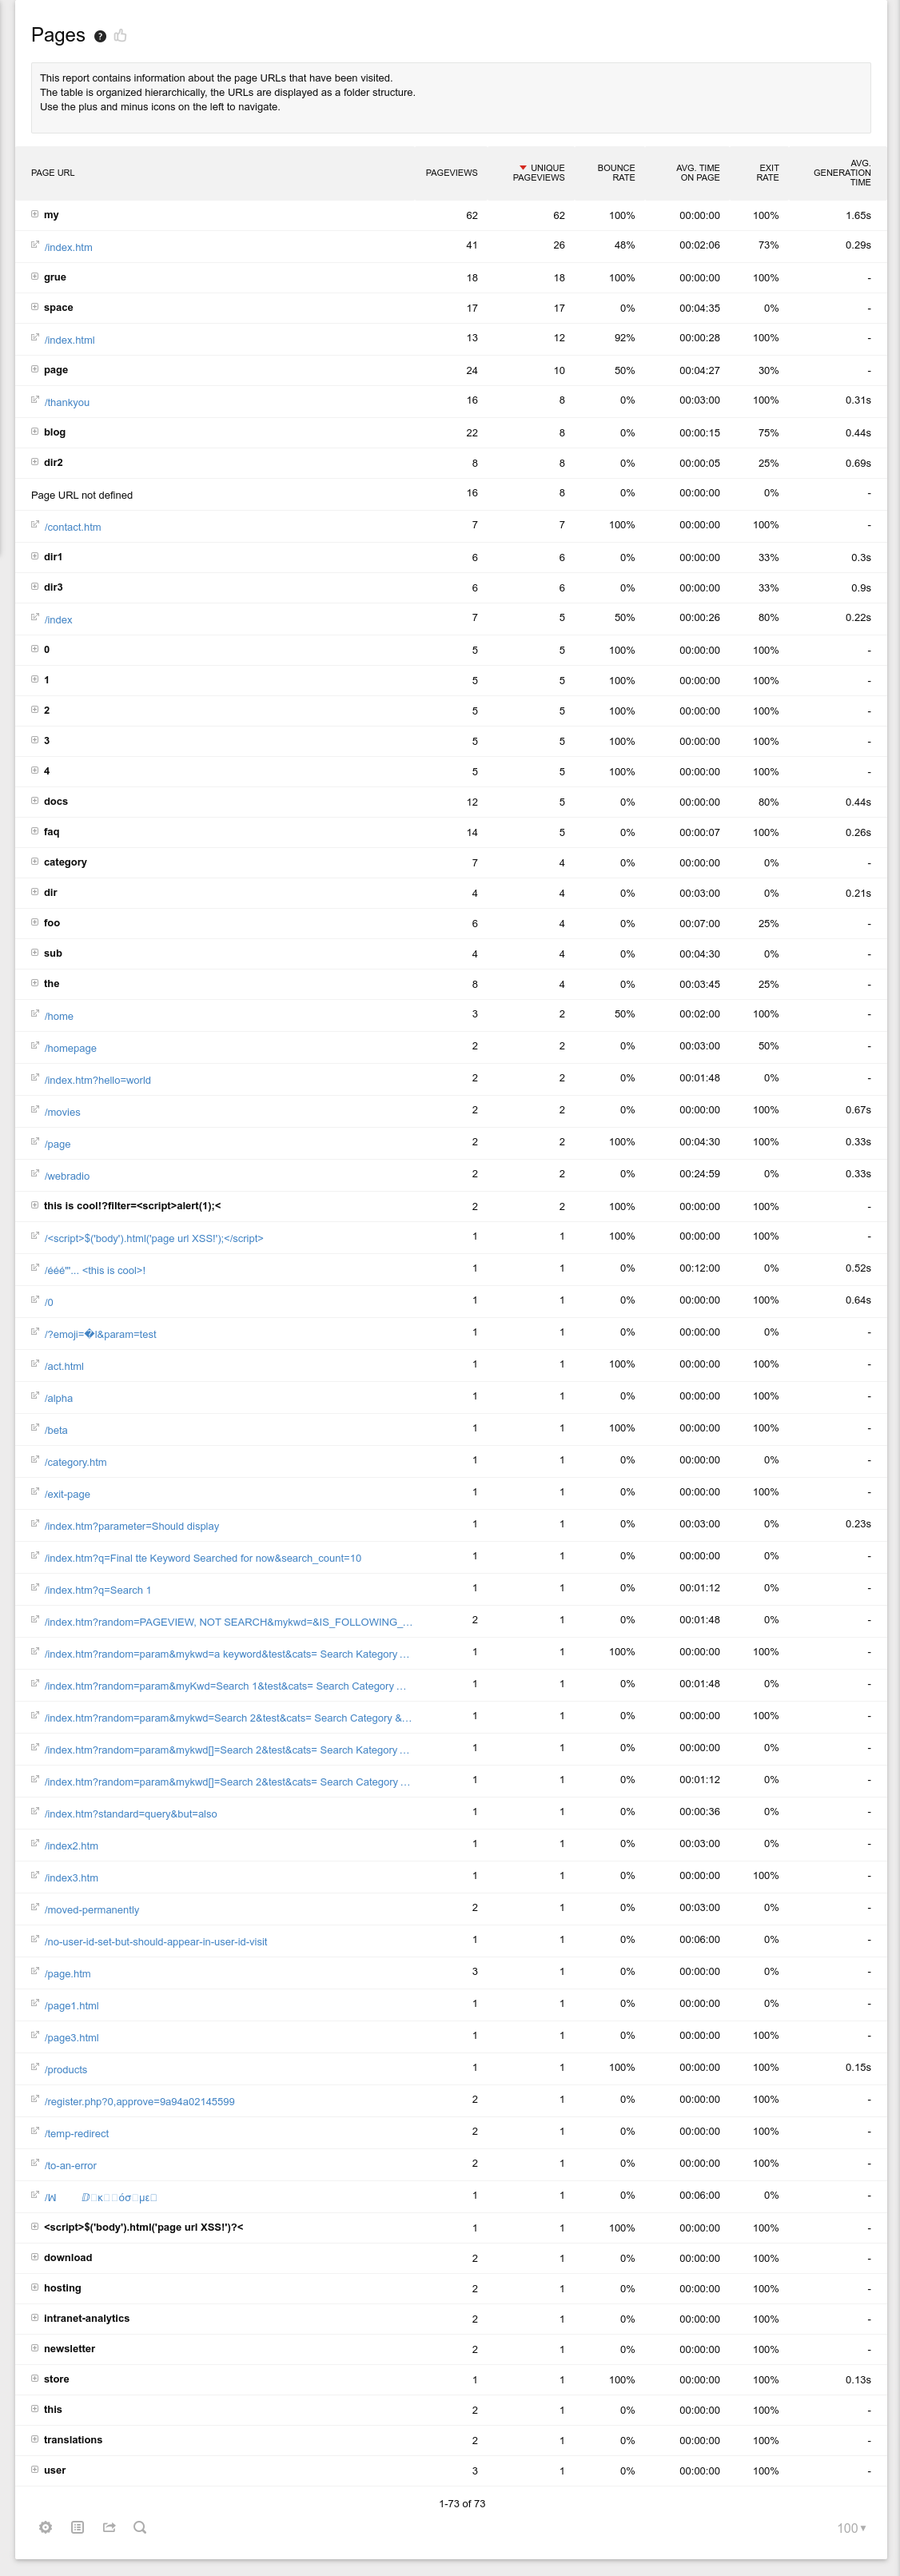 Pages ?
This report contains information about the page URLs that have been visited.
The table is organized hierarchically, the URLs are displayed as a folder structure.
Use the plus and minus icons on the left to navigate.
PAGE URL PAGEVIEWS UNIQUE PAGEVIEWS BOUNCE RATE AVG. TIME ON PAGE EXIT RATE AVG. GENERATION TIME
my 62 62 100% 00:00:00 100% 1.65s
/index.htm 41 26 48% 00:02:06 73% 0.29s
grue 18 18 100% 00:00:00 100% -
space 17 17 0% 00:04:35 0% -
/index.html 13 12 92% 00:00:28 100% -
page 24 10 50% 00:04:27 30% -
/thankyou 16 8 0% 00:03:00 100% 0.31s
blog 22 8 0% 00:00:15 75% 0.44s
dir2 8 8 0% 00:00:05 25% 0.69s
Page URL not defined 16 8 0% 00:00:00 0% -
/contact.htm 7 7 100% 00:00:00 100% -
dir1 6 6 0% 00:00:00 33% 0.3s
dir3 6 6 0% 00:00:00 33% 0.9s
/index 7 5 50% 00:00:26 80% 0.22s
0 5 5 100% 00:00:00 100% -
1 5 5 100% 00:00:00 100% -
2 5 5 100% 00:00:00 100% -
3 5 5 100% 00:00:00 100% -
4 5 5 100% 00:00:00 100% -
docs 12 5 0% 00:00:00 80% 0.44s
faq 14 5 0% 00:00:07 100% 0.26s
category 7 4 0% 00:00:00 0% -
dir 4 4 0% 00:03:00 0% 0.21s
foo 6 4 0% 00:07:00 25% -
sub 4 4 0% 00:04:30 0% -
the 8 4 0% 00:03:45 25% -
/home 3 2 50% 00:02:00 100% -
/homepage 2 2 0% 00:03:00 50% -
/index.htm?hello=world 2 2 0% 00:01:48 0% -
/movies 2 2 0% 00:00:00 100% 0.67s
/page 2 2 100% 00:04:30 100% 0.33s
/webradio 2 2 0% 00:24:59 0% 0.33s
this is cool!?filter=<script>alert(1);< 2 2 100% 00:00:00 100% -
/<script>$('body').html('page url XSS!');</script> 1 1 100% 00:00:00 100% -
/ééé"'... <this is cool>! 1 1 0% 00:12:00 0% 0.52s
/0 1 1 0% 00:00:00 100% 0.64s
/?emoji=�l&param=test 1 1 0% 00:00:00 0% -
/act.html 1 1 100% 00:00:00 100% -
/alpha 1 1 0% 00:00:00 100% -
/beta 1 1 100% 00:00:00 100% -
/category.htm 1 1 0% 00:00:00 0% -
/exit-page 1 1 0% 00:00:00 100% -
/index.htm?parameter=Should display 1 1 0% 00:03:00 0% 0.23s
/index.htm?q=Final tte Keyword Searched for now&search_count=10 1 1 0% 00:00:00 0% -
/index.htm?q=Search 1 1 1 0% 00:01:12 0% -
/index.htm?random=PAGEVIEW, NOT SEARCH&mykwd=&IS_FOLLOWING_... 2 1 0% 00:01:48 0% -
/index.htm?random=param&mykwd=a keyword&test&cats= Search Kategory ... 1 1 100% 00:00:00 100% -
/index.htm?random=param&myKwd=Search 1&test&cats= Search Category ... 1 1 0% 00:01:48 0% -
/index.htm?random=param&mykwd=Search 2&test&cats= Search Category &... 1 1 0% 00:00:00 100% -
/index.htm?random=param&mykwd[]=Search 2&test&cats= Search Kategory ... 1 1 0% 00:00:00 0% -
/index.htm?random=param&mykwd[]=Search 2&test&cats= Search Category ... 1 1 0% 00:01:12 0% -
/index.htm?standard=query&but=also 1 1 0% 00:00:36 0% -
/index2.htm 1 1 0% 00:03:00 0% -
/index3.htm 1 1 0% 00:00:00 100% -
/moved-permanently 2 1 0% 00:03:00 0% -
/no-user-id-set-but-should-appear-in-user-id-visit 1 1 0% 00:06:00 0% -
/page.htm 3 1 0% 00:00:00 0% -
/page1.html 1 1 0% 00:00:00 0% -
/page3.html 1 1 0% 00:00:00 100% -
/products 1 1 100% 00:00:00 100% 0.15s
/register.php?0,approve=9a94a02145599 2 1 0% 00:00:00 100% -
/temp-redirect 2 1 0% 00:00:00 100% -
/to-an-error 2 1 0% 00:00:00 100% -
1 1 0% 00:06:00 0% -
<script>$('body').html('page url XSS!')?< 1 1 100% 00:00:00 100% -
download 2 1 0% 00:00:00 100% -
hosting 2 1 0% 00:00:00 100% -
intranet-analytics 2 1 0% 00:00:00 100% -
newsletter 2 1 0% 00:00:00 100% -
store 1 1 100% 00:00:00 100% 0.13s
this 2 1 0% 00:00:00 100% -
translations 2 1 0% 00:00:00 100% -
user 3 1 0% 00:00:00 100% -
1-73 of 73
100